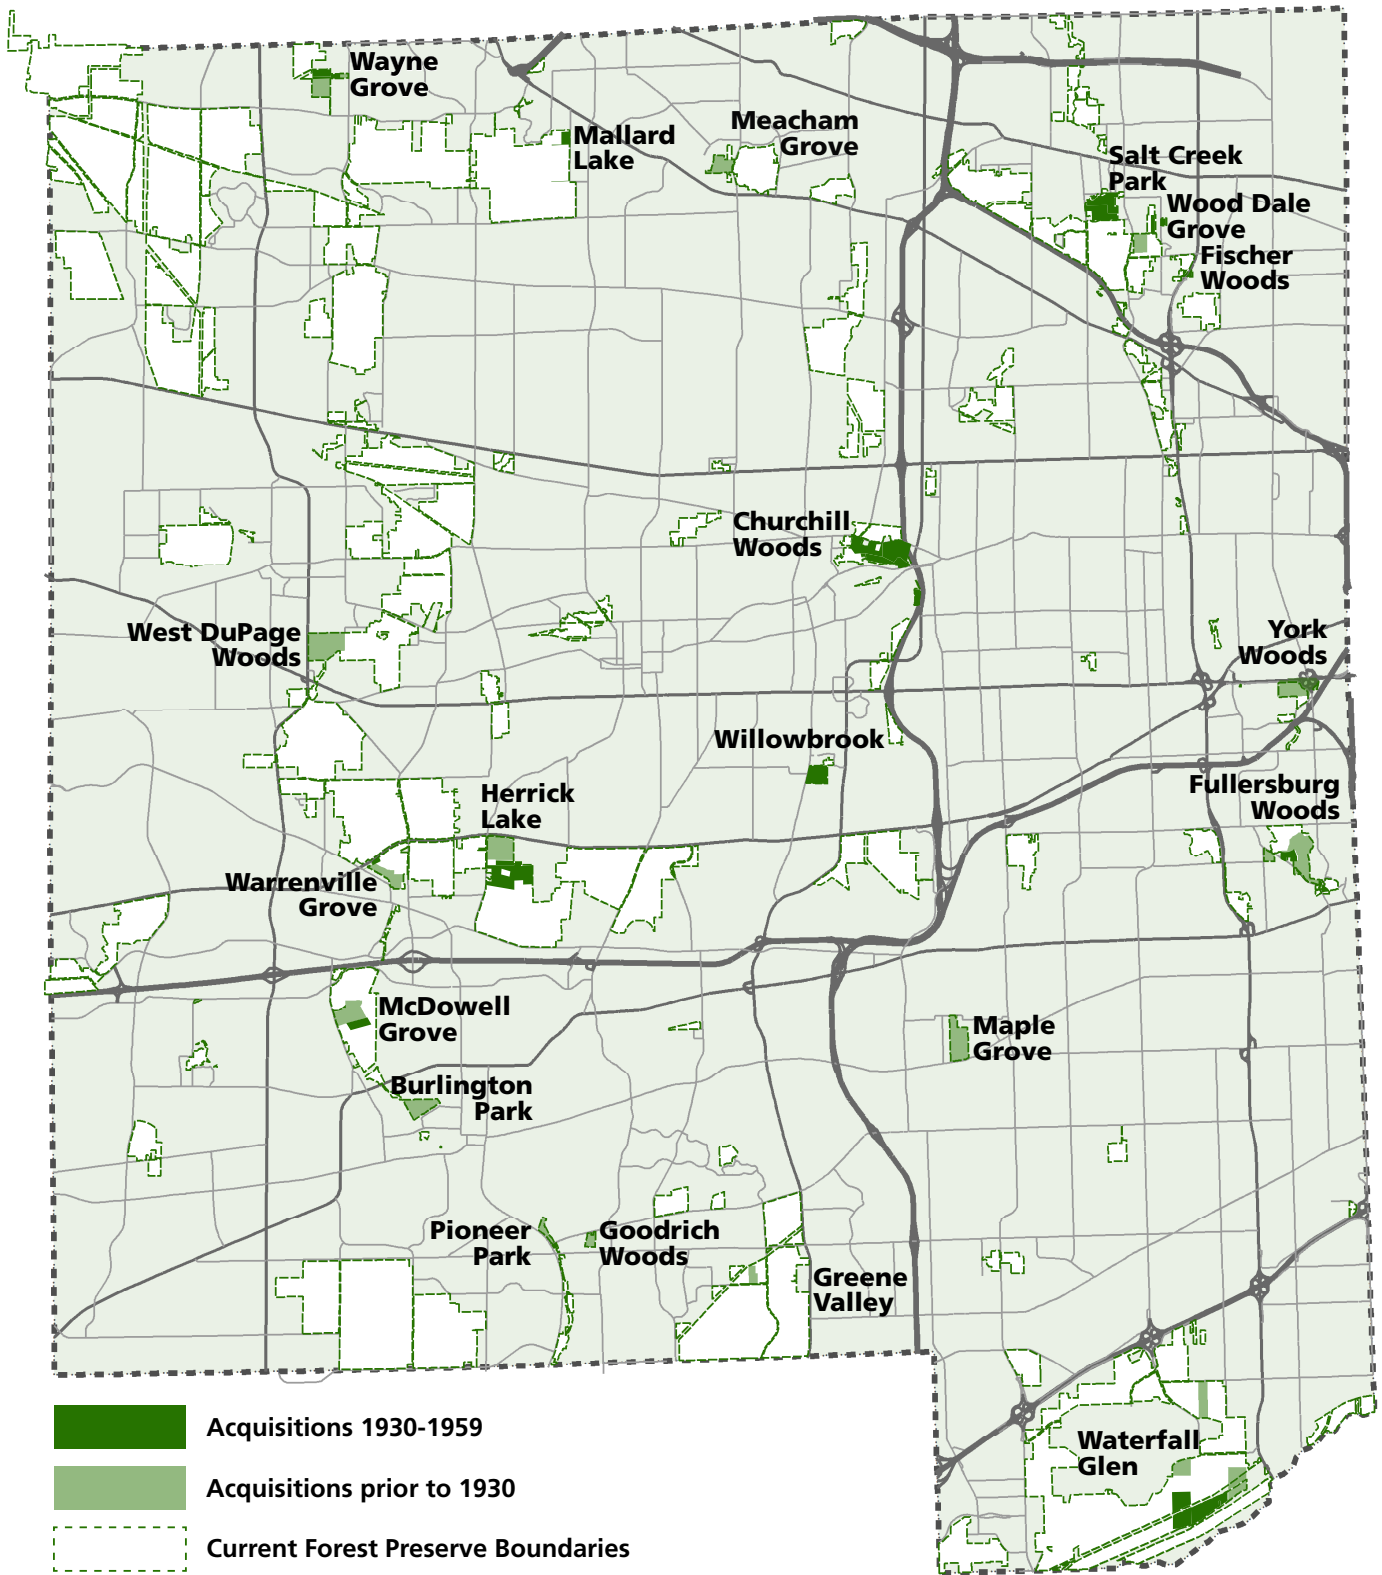 Wayne
Grove
Mallard
Lake
Meacham
Grove
Salt Creek
Park
Wood Dale
Grove
Fischer
Woods
Churchill
Woods
West DuPage
Woods
York
Woods
Willowbrook
Herrick
Lake
Fullersburg
Woods
Warrenville
Grove
McDowell
Grove
Maple
Grove
Burlington
Park
Pioneer
Park
Goodrich
Woods
Greene
Valley
Waterfall
Glen
Acquisitions 1930-1959
Acquisitions prior to 1930
Current Forest Preserve Boundaries